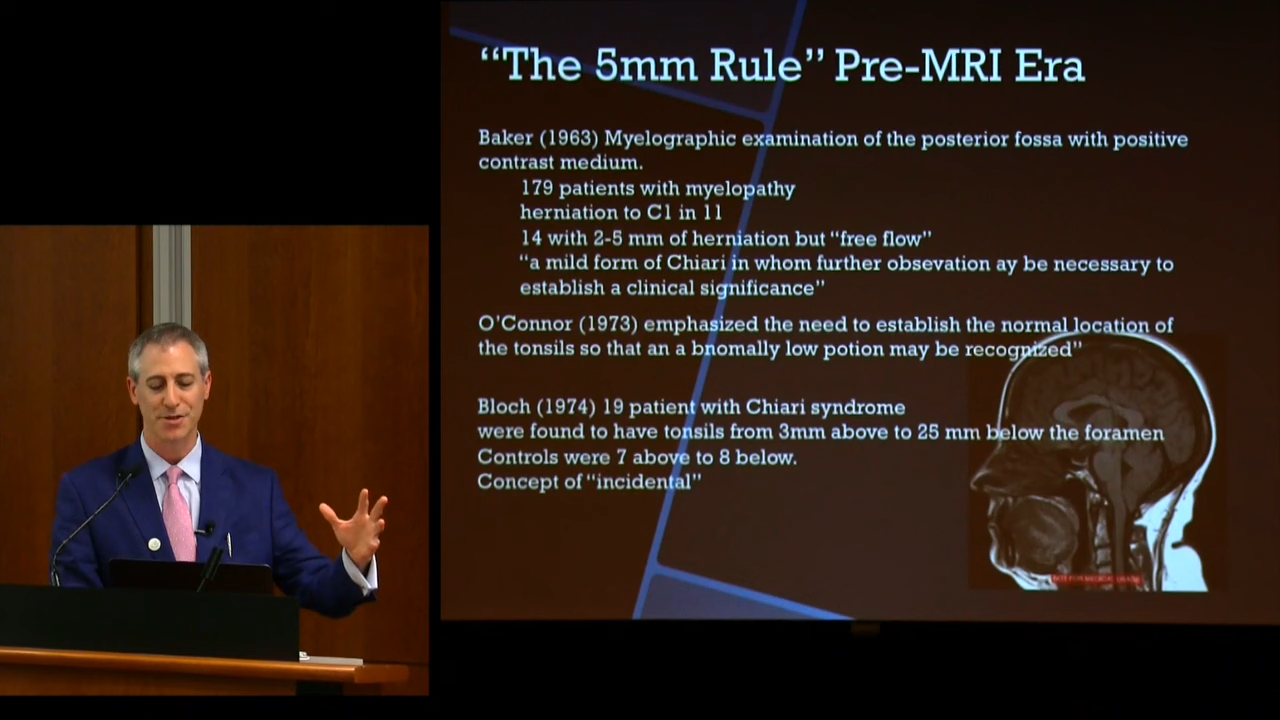 “The 5mm Rule” Pre-MRI Era
Baker (1963) Myelographic examination of the posterior fossa with positive
contrast medium.
179 patients with myelopathy
herniation to C1 in 11
14 with 2-5 mm of herniation but “free flow”
“a mild form of Chiari in whom further obsevation ay be necessary to
establish a clinical significance”
O’Connor (1973) emphasized the need to establish the normal location of
the tonsils so that an a bnomally low potion may be recognized”
Bloch (1974) 19 patient with Chiari syndrome
were found to have tonsils from 3mm above to 25 mm below the foramen
Controls were 7 above to 8 below.
Concept of “incidental”
NOT FOR MEDICAL USAGE